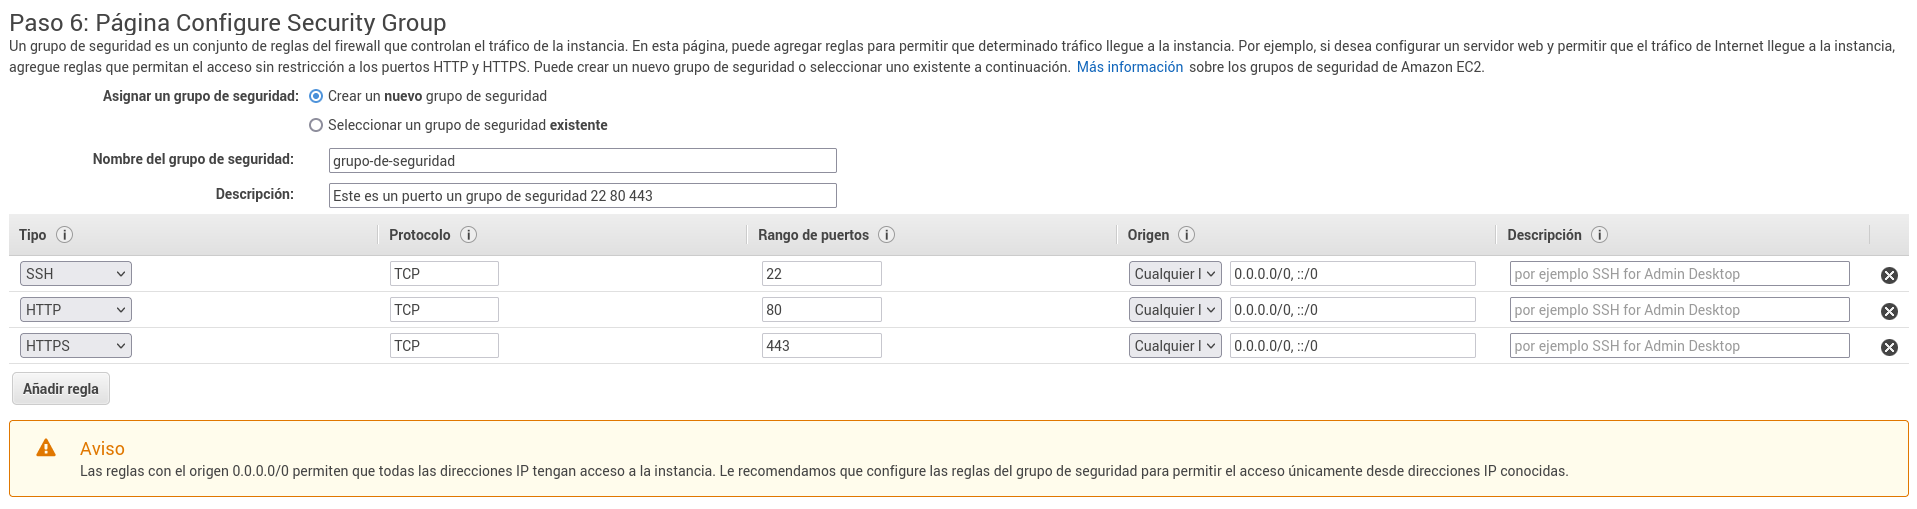 Paso 6: Página Configure Security Group
Un grupo de seguridad es un conjunto de reglas del firewall que controlan el tráfico de la instancia. En esta página, puede agregar reglas para permitir que determinado tráfico llegue a la instancia. Por ejemplo, si desea configurar un servidor web y permitir que el tráfico de Internet llegue a la instancia,
agregue reglas que permitan el acceso sin restricción a los puertos HTTP y HTTPS. Puede crear un nuevo grupo de seguridad o seleccionar uno existente a continuación. Más información sobre los grupos de seguridad de Amazon EC2.
Asignar un grupo de seguridad: Crear un nuevo grupo de seguridad
Seleccionar un grupo de seguridad existente
Nombre del grupo de seguridad: grupo-de-seguridad
Descripción: Este es un puerto un grupo de seguridad 22 80 443
Tipo i Protocolo i Rango de puertos i Origen i Descripción i
SSH TCP 22 Cualquier l 0.0.0.0/0, ::/0 por ejemplo SSH for Admin Desktop
HTTP TCP 80 Cualquier l 0.0.0.0/0, ::/0 por ejemplo SSH for Admin Desktop
HTTPS TCP 443 Cualquier l 0.0.0.0/0, ::/0 por ejemplo SSH for Admin Desktop
Añadir regla
Aviso
Las reglas con el origen 0.0.0.0/0 permiten que todas las direcciones IP tengan acceso a la instancia. Le recomendamos que configure las reglas del grupo de seguridad para permitir el acceso únicamente desde direcciones IP conocidas.